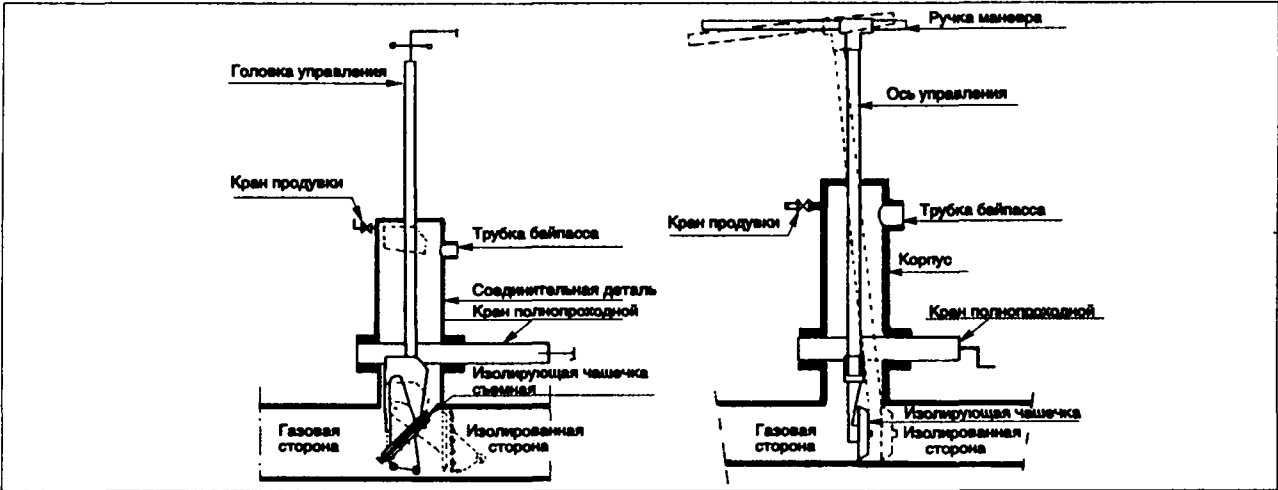 Головка управления
Кран продувки
Трубка байпасса
Соединительная деталь
Кран полнопроходной
Изолирующая чашечка
съемная
Газовая
сторона
Изолированная
сторона
Ручка маневра
Ось управления
Кран продувки
Трубка байпасса
Корпус
Кран полнопроходной
Изолирующая чашечка
Газовая
сторона
Изолированная
сторона